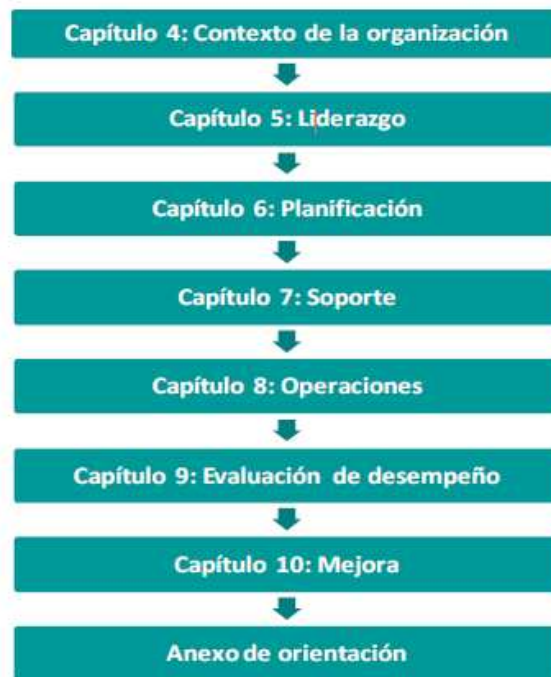 Capítulo 4: Contexto de la organización
Capítulo 5: Liderazgo
Capítulo 6: Planificación
Capítulo 7: Soporte
Capítulo 8: Operaciones
Capítulo 9: Evaluación de desempeño
Capítulo 10: Mejora
Anexo de orientación